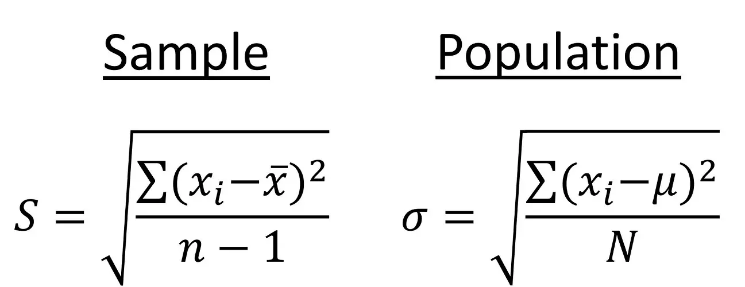 Sample
S = √(∑(xᵢ−x̄)² / (n − 1))
Population
σ = √(∑(xᵢ−μ)² / N)